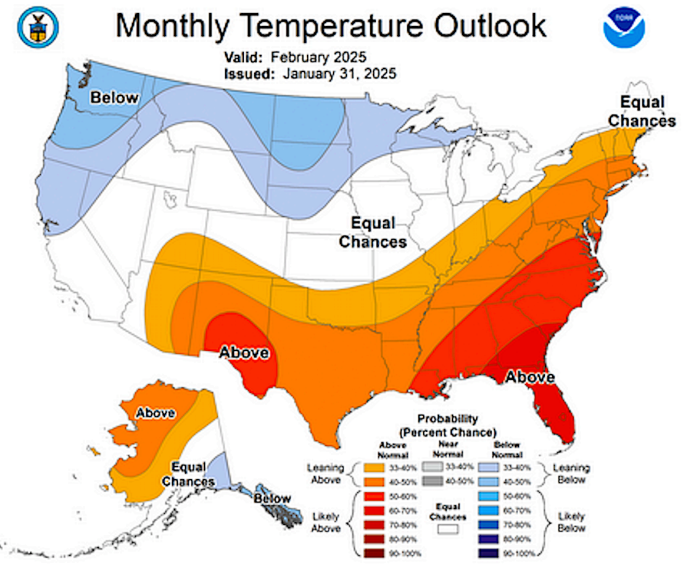 Monthly Temperature Outlook
NOAA
Valid: February 2025
Issued: January 31, 2025
Below
Equal
Chances
Equal
Chances
Above
Above
Above
Equal
Chances
Below
Probability
(Percent Chance)
Above
Normal
Near
Normal
Below
Normal
Leaning
Above
33-40%
40-50%
50-60%
60-70%
70-80%
80-90%
90-100%
Likely
Above
33-40%
40-50%
Equal
Chances
33-40%
40-50%
50-60%
60-70%
70-80%
80-90%
90-100%
Leaning
Below
Likely
Below